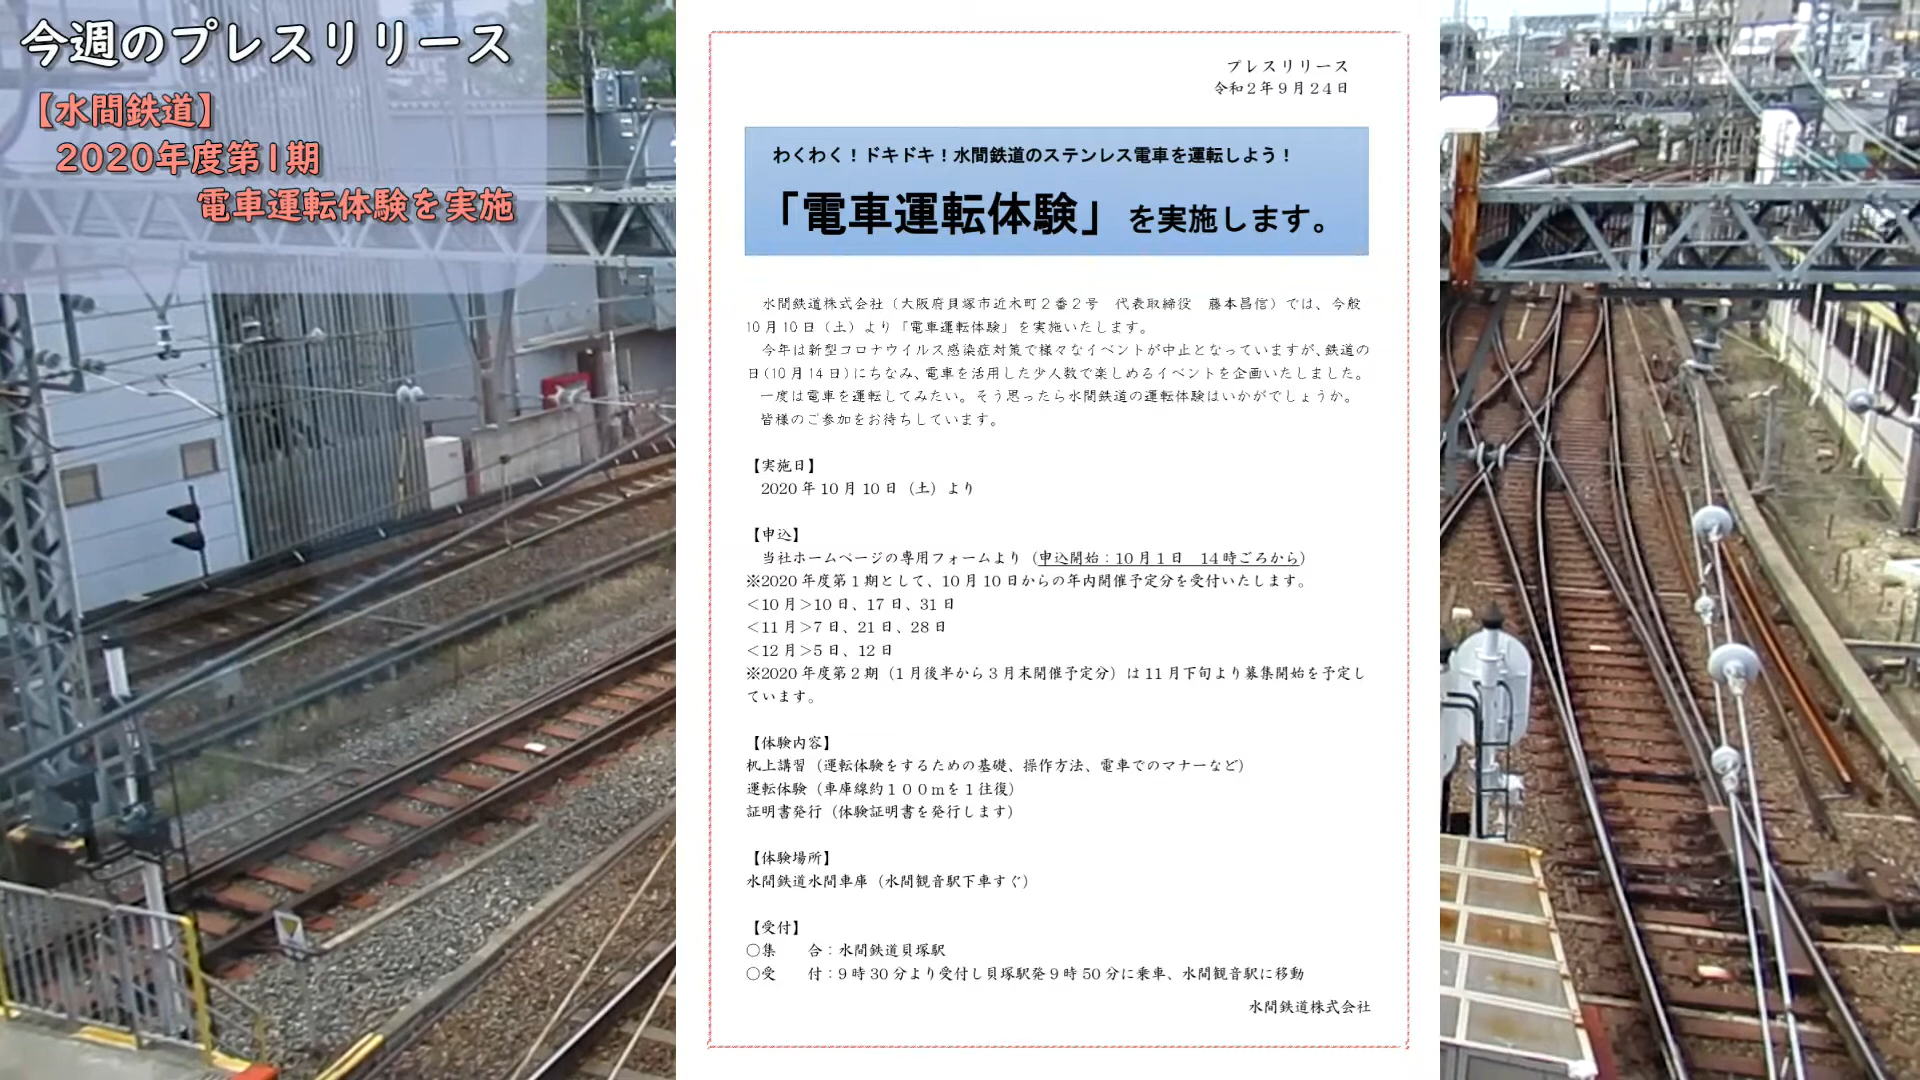 今週のプレスリリース
【水間鉄道】
2020年度第1期
電車運転体験を実施
プレスリリース
令和２年９月２４日
わくわく！ドキドキ！水間鉄道のステンレス電車を運転しよう！
「電車運転体験」を実施します。
水間鉄道株式会社（大阪府貝塚市近木町２番２号　代表取締役　藤本昌信）では、今般
10月10日（土）より「電車運転体験」を実施いたします。
今年は新型コロナウイルス感染症対策で様々なイベントが中止となっていますが、鉄道の
日（10月14日）にちなみ、電車を活用した少人数で楽しめるイベントを企画いたしました。
一度は電車を運転してみたい。そう思ったら水間鉄道の運転体験はいかがでしょうか。
皆様のご参加をお待ちしています。
【実施日】
2020年10月10日（土）より
【申込】
当社ホームページの専用フォームより（申込開始：10月１日　14時ごろから）
※2020年度第１期として、10月10日からの年内開催予定分を受付いたします。
＜10月＞10日、17日、31日
＜11月＞7日、21日、28日
＜12月＞5日、12日
※2020年度第２期（１月後半から３月末開催予定分）は11月下旬より募集開始を予定し
ています。
【体験内容】
机上講習（運転体験をするための基礎、操作方法、電車でのマナーなど）
運転体験（車庫線約１００ｍを１往復）
証明書発行（体験証明書を発行します）
【体験場所】
水間鉄道水間車庫（水間観音駅下車すぐ）
【受付】
○集　　合：水間鉄道貝塚駅
○受　　付：９時30分より受付し貝塚駅発９時50分に乗車、水間観音駅に移動
水間鉄道株式会社